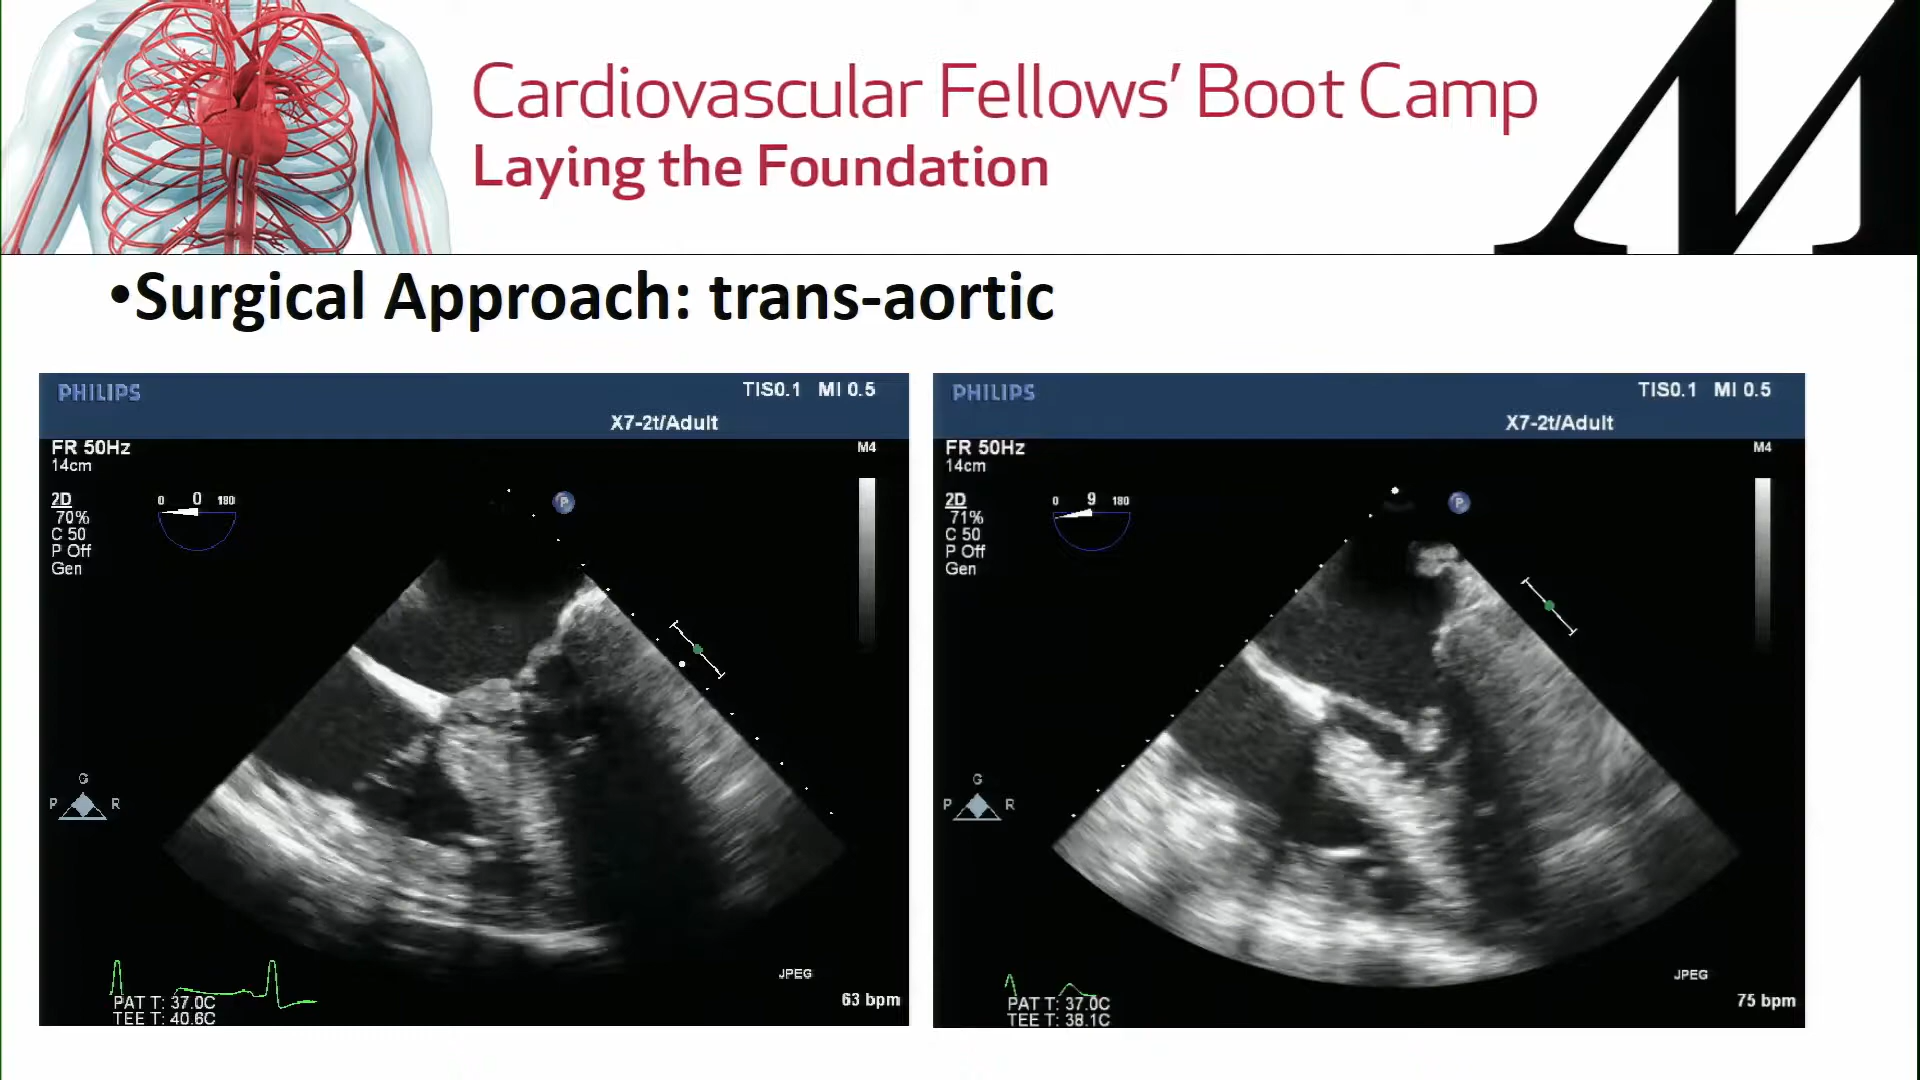 Cardiovascular Fellows' Boot Camp
Laying the Foundation
M
•Surgical Approach: trans-aortic
PHILIPS
TIS0.1 MI 0.5
X7-2t/Adult
FR 50Hz
14cm
M4
2D
70%
C 50
P Off
Gen
0 0 180
P
G
P R
JPEG
PAT T: 37.0C
TEE T: 40.6C
63 bpm
PHILIPS
TIS0.1 MI 0.5
X7-2t/Adult
FR 50Hz
14cm
M4
2D
71%
C 50
P Off
Gen
0 9 180
P
G
P R
JPEG
PAT T: 37.0C
TEE T: 38.1C
75 bpm